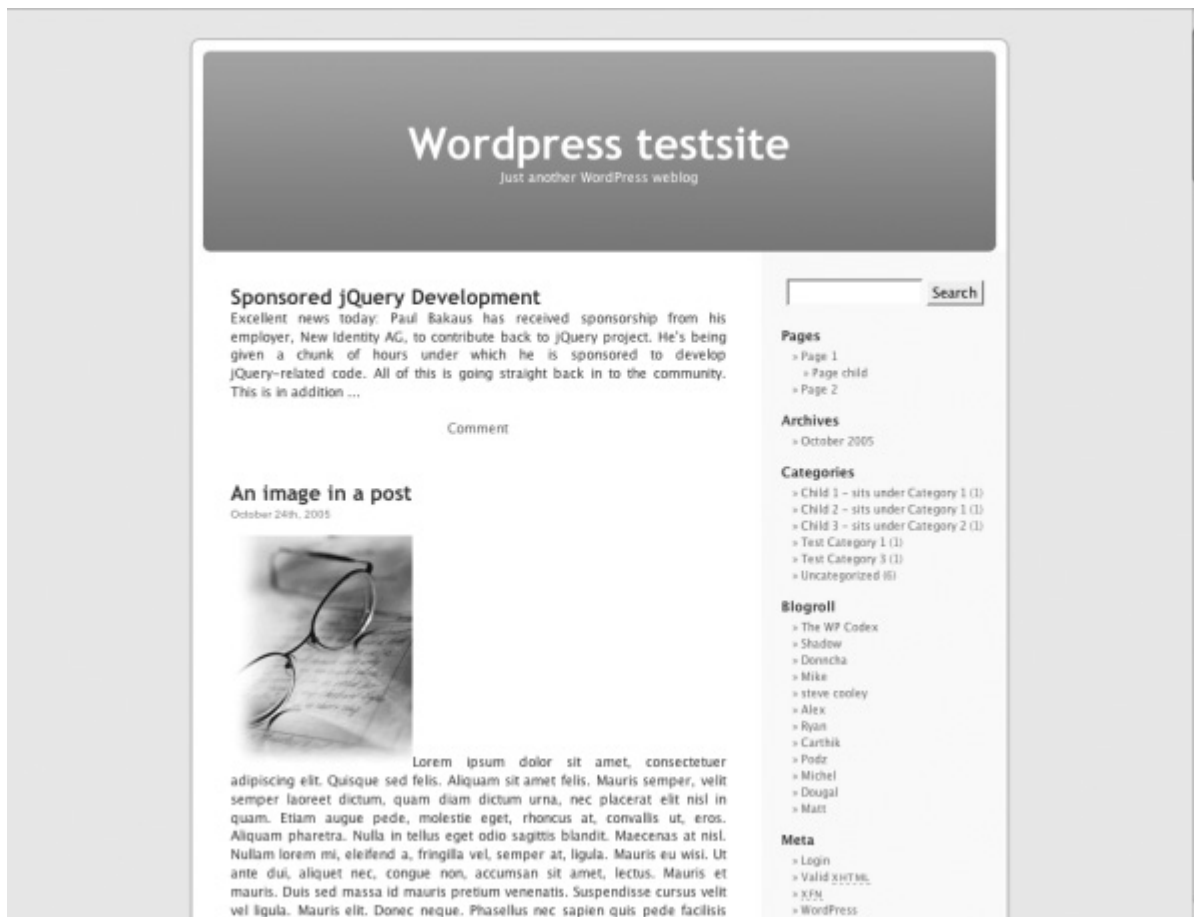 Wordpress testsite
Just another WordPress weblog
Sponsored jQuery Development
Excellent news today: Paul Bakaus has received sponsorship from his
employer, New Identity AG, to contribute back to jQuery project. He's being
given a chunk of hours under which he is sponsored to develop
jQuery-related code. All of this is going straight back in to the community.
This is in addition ...
Comment
An image in a post
October 24th, 2005
Lorem ipsum dolor sit amet, consectetuer
adipiscing elit. Quisque sed felis. Aliquam sit amet felis. Mauris semper, velit
semper laoreet dictum, quam diam dictum urna, nec placerat elit nisl in
quam. Etiam augue pede, molestie eget, rhoncus at, convallis ut, eros.
Aliquam pharetra. Nulla in tellus eget odio sagittis blandit. Maecenas at nisl.
Nullam lorem mi, eleifend a, fringilla vel, semper at, ligula. Mauris eu wisi. Ut
ante dui, aliquet nec, congue non, accumsan sit amet, lectus. Mauris et
mauris. Duis sed massa id mauris pretium venenatis. Suspendisse cursus velit
vel ligula. Mauris elit. Donec neque. Phasellus nec sapien quis pede facilisis
Search
Pages
» Page 1
» Page child
» Page 2
Archives
» October 2005
Categories
» Child 1 – sits under Category 1 (1)
» Child 2 – sits under Category 1 (1)
» Child 3 – sits under Category 2 (1)
» Test Category 1 (1)
» Test Category 3 (1)
» Uncategorized (6)
Blogroll
» The WP Codex
» Shadow
» Donncha
» Mike
» steve cooley
» Alex
» Ryan
» Carthik
» Podz
» Michel
» Dougal
» Matt
Meta
» Login
» Valid XHTML
» XFN
» WordPress